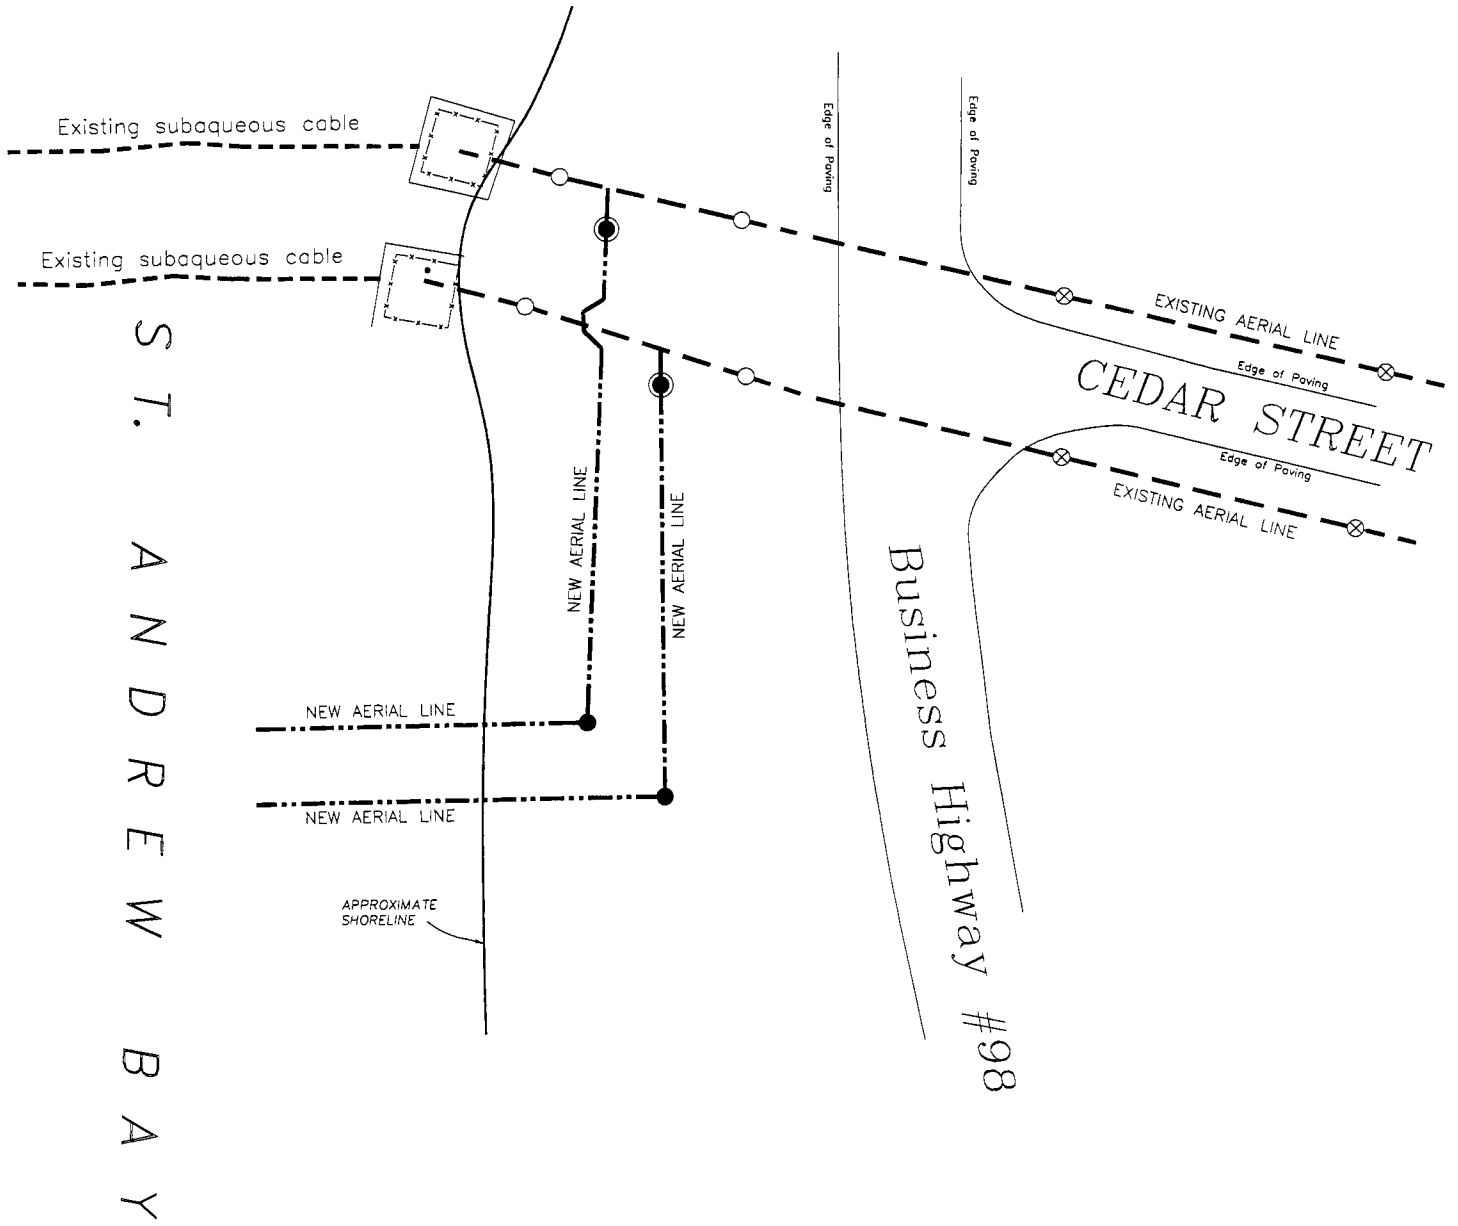 Existing subaqueous cable
Existing subaqueous cable
Edge of Paving
Edge of Paving
EXISTING AERIAL LINE
Edge of Paving
CEDAR STREET
Edge of Paving
EXISTING AERIAL LINE
NEW AERIAL LINE
NEW AERIAL LINE
Business Highway #98
NEW AERIAL LINE
NEW AERIAL LINE
APPROXIMATE
SHORELINE
ST. ANDREW BAY